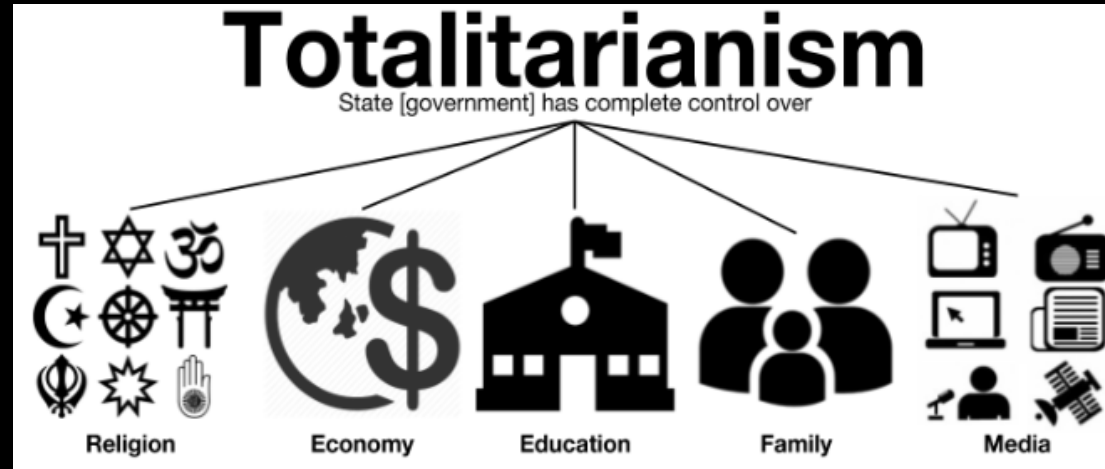 Totalitarianism
State [government] has complete control over
Religion
Economy
Education
Family
Media